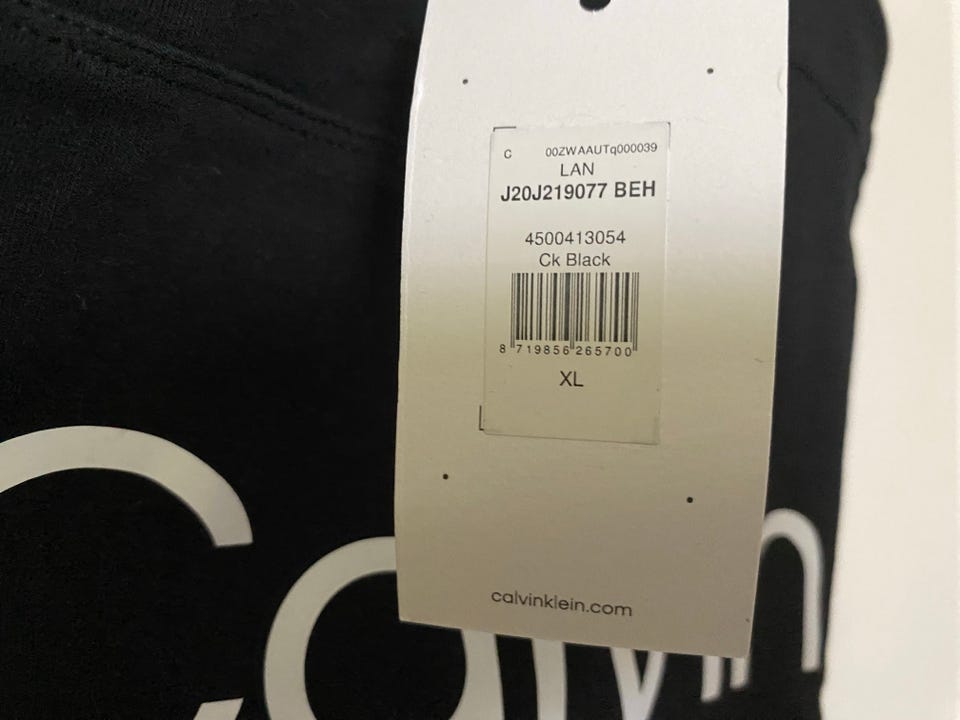 C 00ZWAAUTq000039
LAN
J20J219077 BEH
4500413054
Ck Black
8 719856 265700
XL
calvinklein.com
Calvin